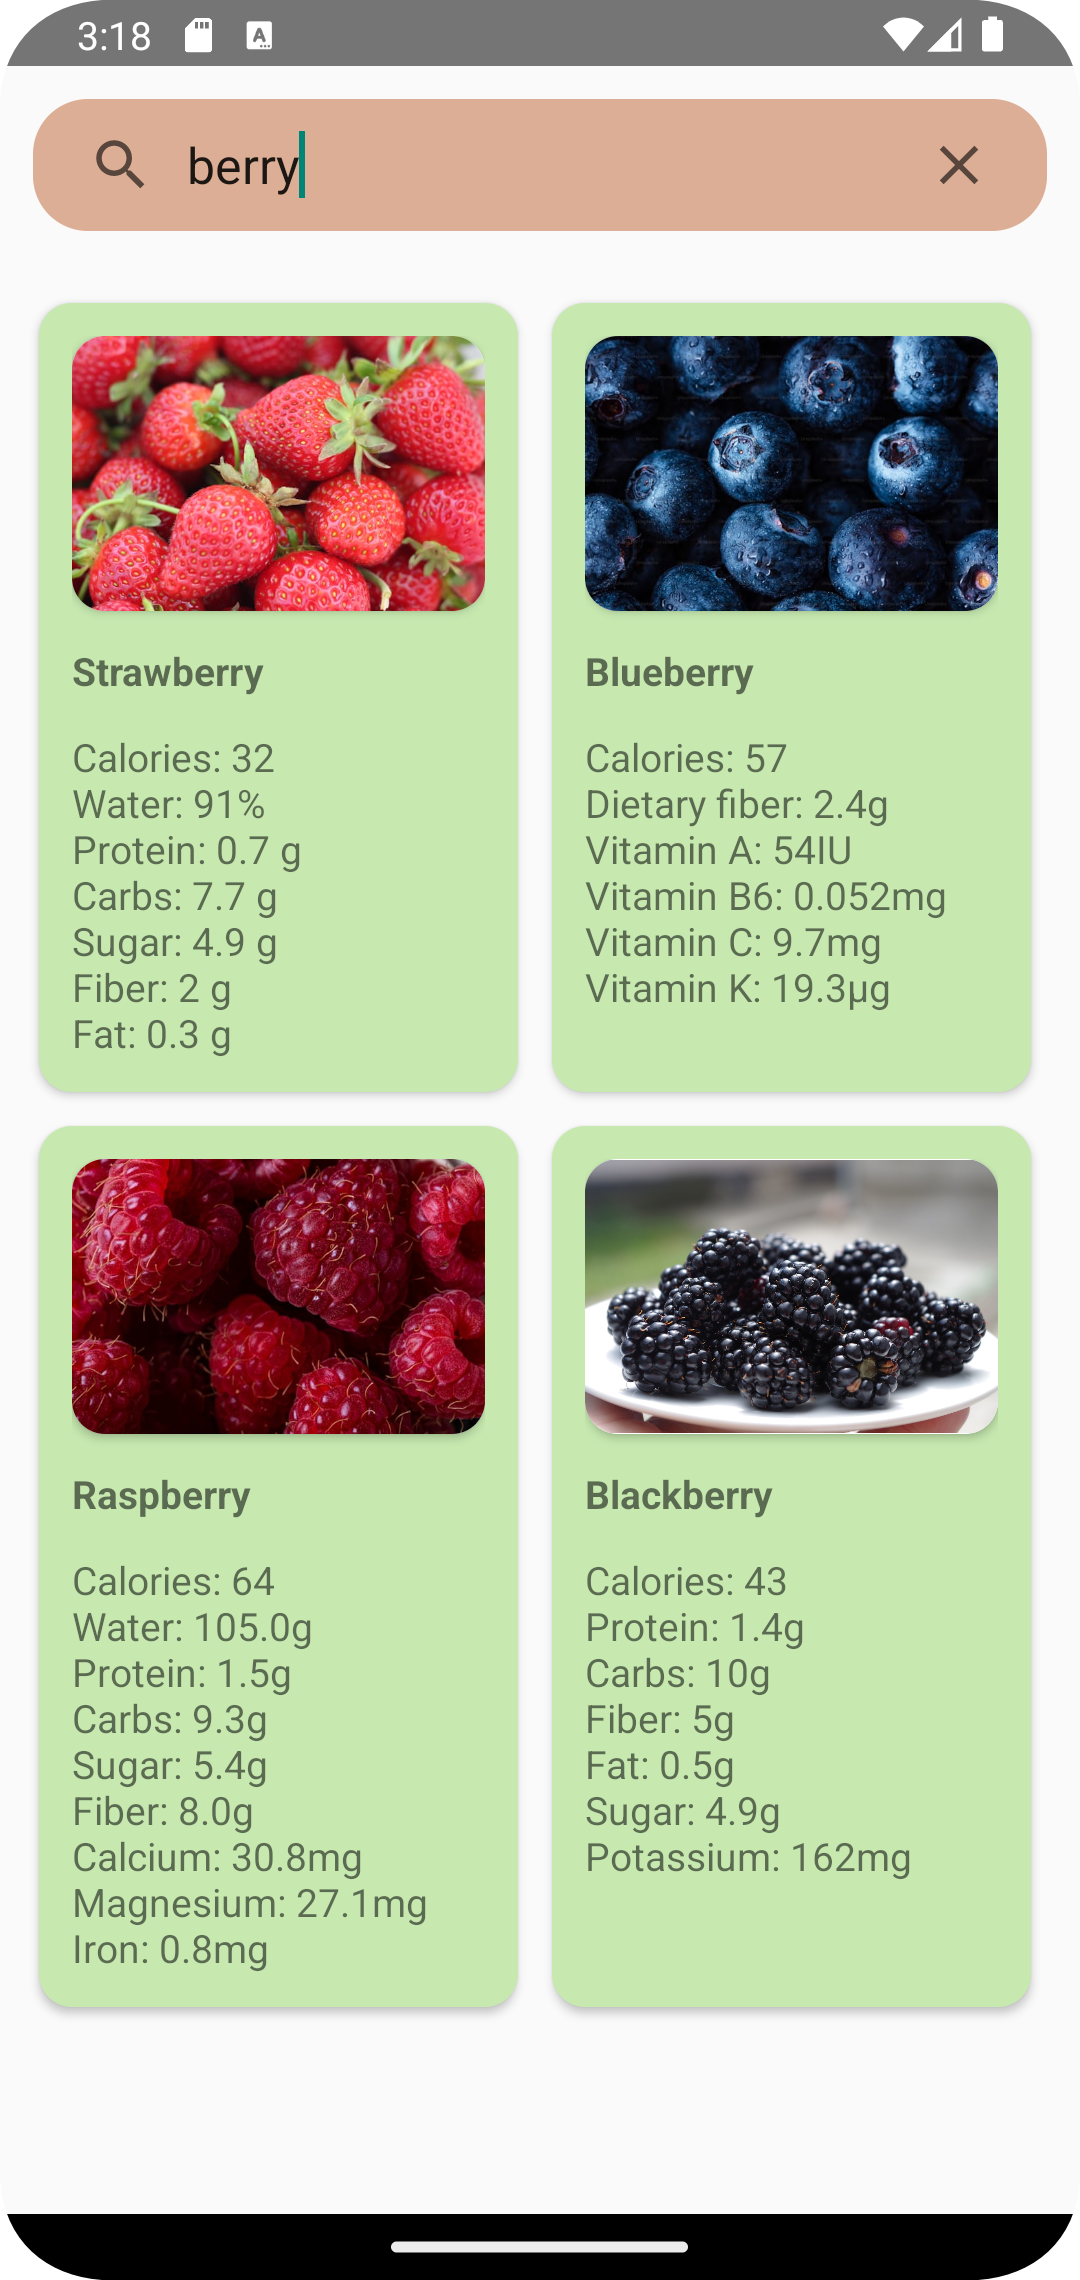 3:18
berry
Strawberry
Calories: 32
Water: 91%
Protein: 0.7 g
Carbs: 7.7 g
Sugar: 4.9 g
Fiber: 2 g
Fat: 0.3 g
Blueberry
Calories: 57
Dietary fiber: 2.4g
Vitamin A: 54IU
Vitamin B6: 0.052mg
Vitamin C: 9.7mg
Vitamin K: 19.3µg
Raspberry
Calories: 64
Water: 105.0g
Protein: 1.5g
Carbs: 9.3g
Sugar: 5.4g
Fiber: 8.0g
Calcium: 30.8mg
Magnesium: 27.1mg
Iron: 0.8mg
Blackberry
Calories: 43
Protein: 1.4g
Carbs: 10g
Fiber: 5g
Fat: 0.5g
Sugar: 4.9g
Potassium: 162mg